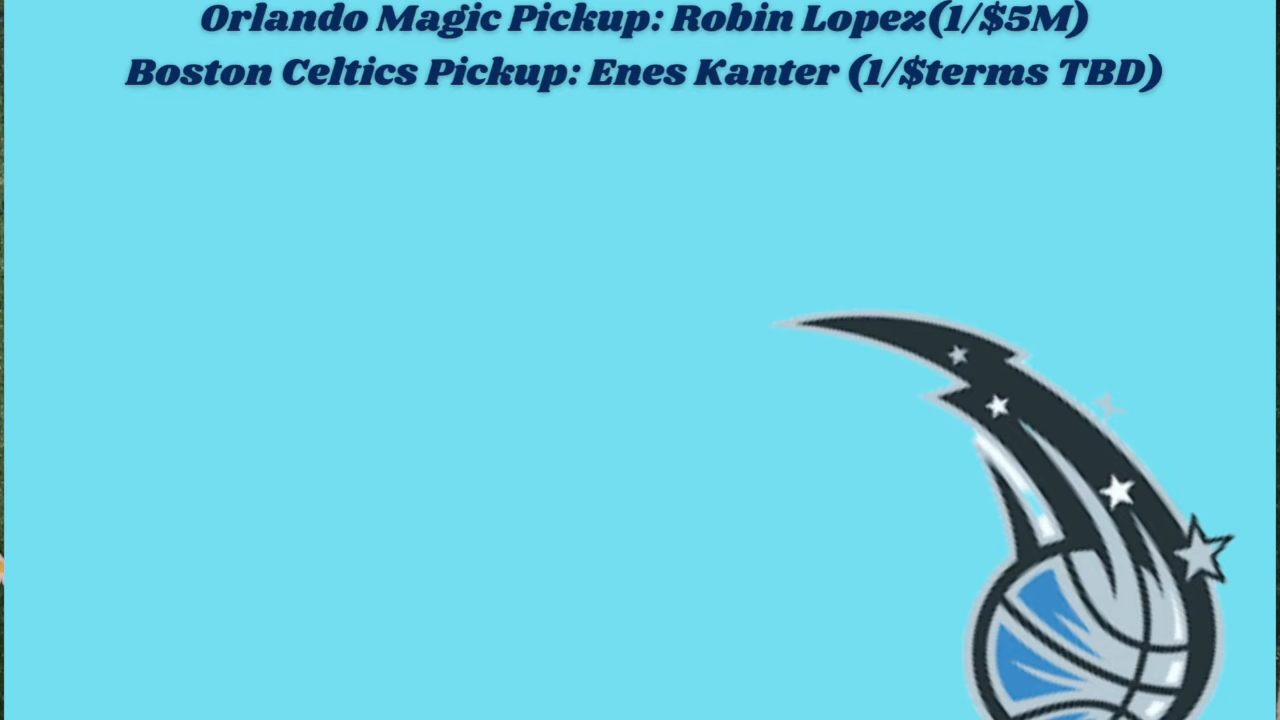 Orlando Magic Pickup: Robin Lopez(1/$5M)
Boston Celtics Pickup: Enes Kanter (1/$terms TBD)